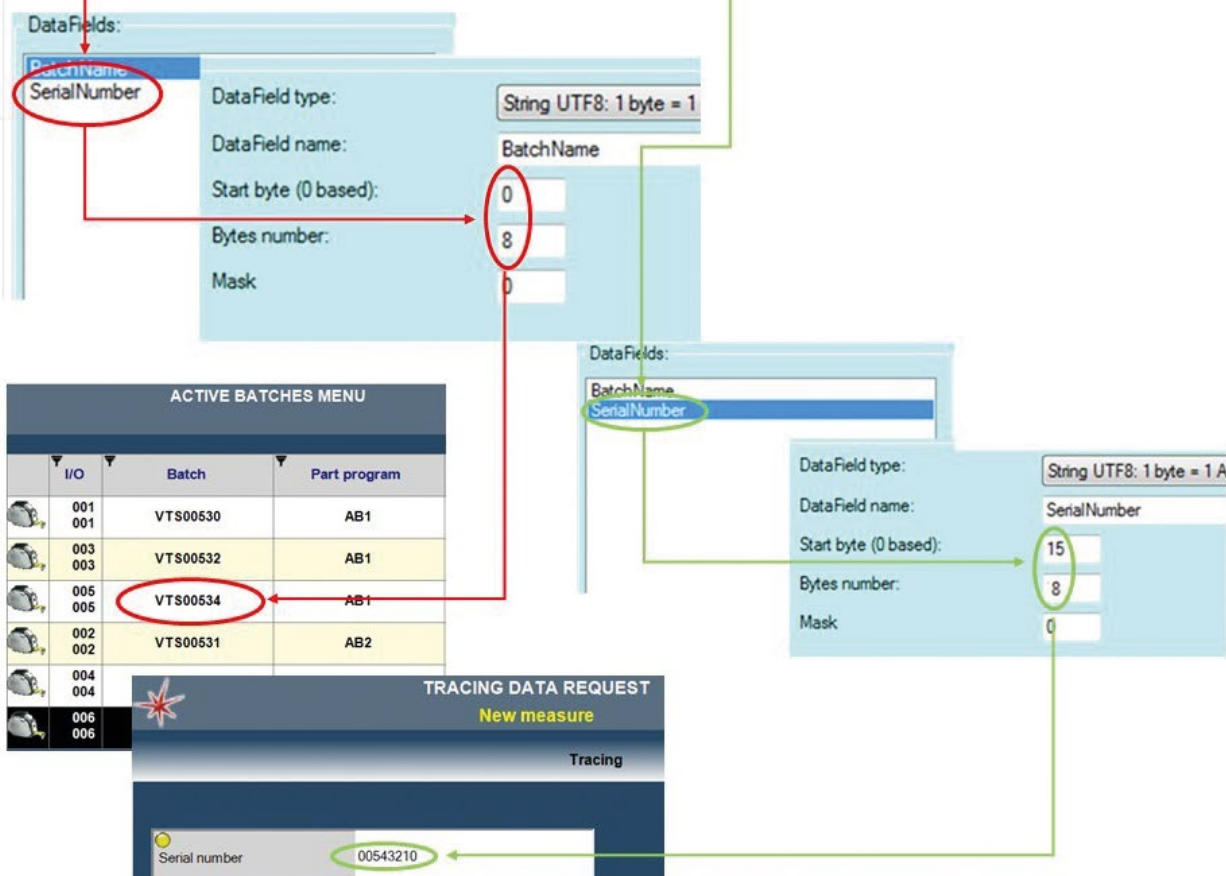 DataFields:
BatchName
SerialNumber
DataField type:
String UTF8: 1 byte = 1
DataField name:
BatchName
Start byte (0 based):
0
Bytes number:
8
Mask
0
DataFields:
BatchName
SerialNumber
DataField type:
String UTF8: 1 byte = 1 A
DataField name:
SerialNumber
Start byte (0 based):
15
Bytes number:
8
Mask
0
ACTIVE BATCHES MENU
I/O Batch Part program
001
001 VTS00530 AB1
003
003 VTS00532 AB1
005
005 VTS00534 AB1
002
002 VTS00531 AB2
004
004
006
006
TRACING DATA REQUEST
New measure
Tracing
Serial number 00543210